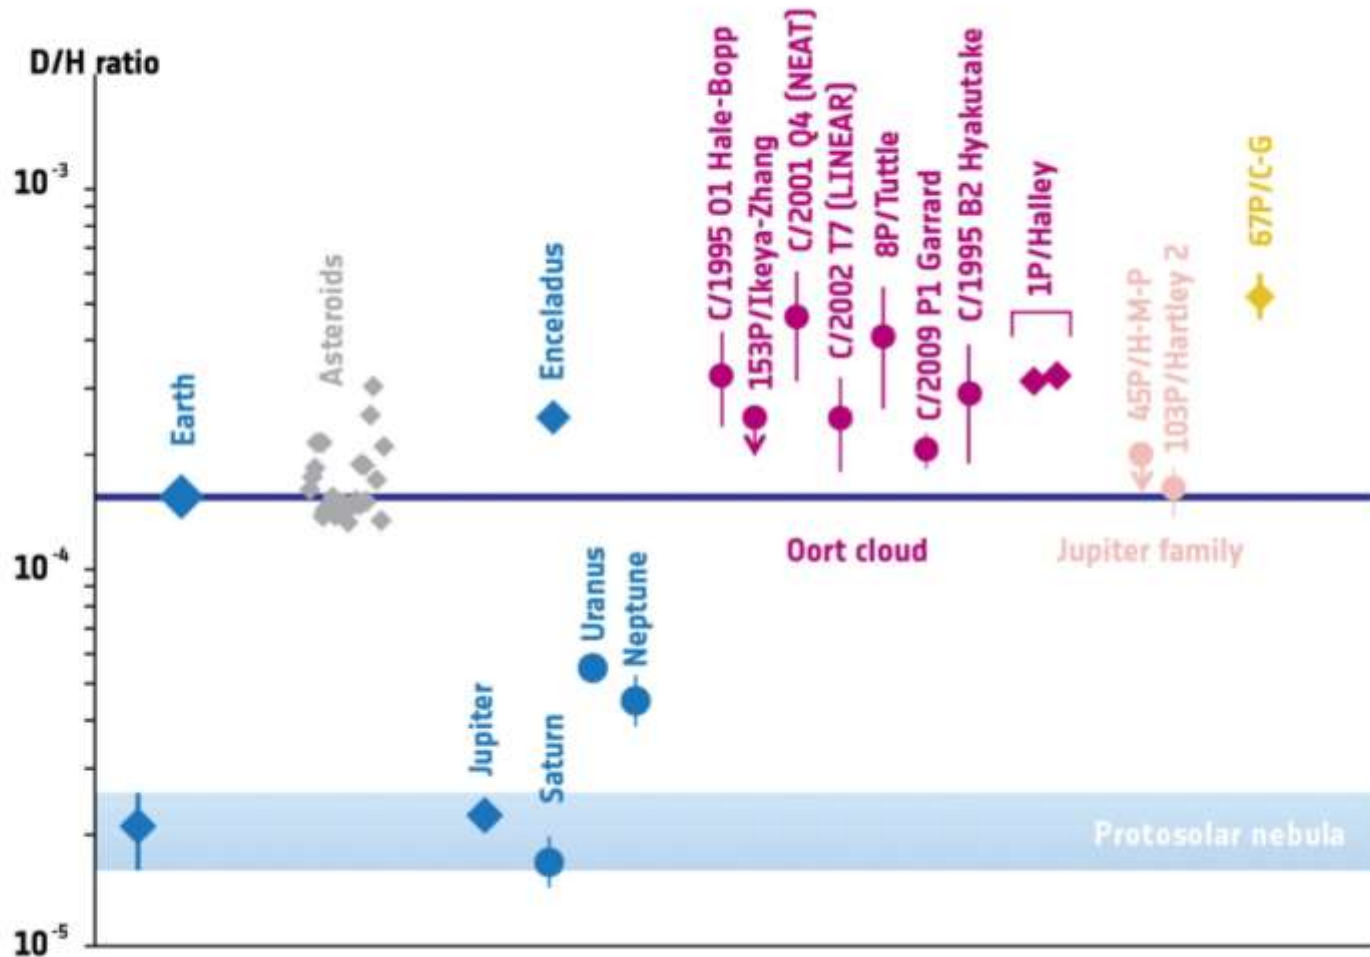 D/H ratio
10-3
10-4
10-5
Earth
Asteroids
Enceladus
Jupiter
Saturn
Uranus
Neptune
C/1995 O1 Hale-Bopp
153P/Ikeya-Zhang
C/2001 Q4 (NEAT)
C/2002 T7 (LINEAR)
8P/Tuttle
C/2009 P1 Garrard
C/1995 B2 Hyakutake
1P/Halley
45P/H-M-P
103P/Hartley 2
67P/C-G
Oort cloud
Jupiter family
Protosolar nebula